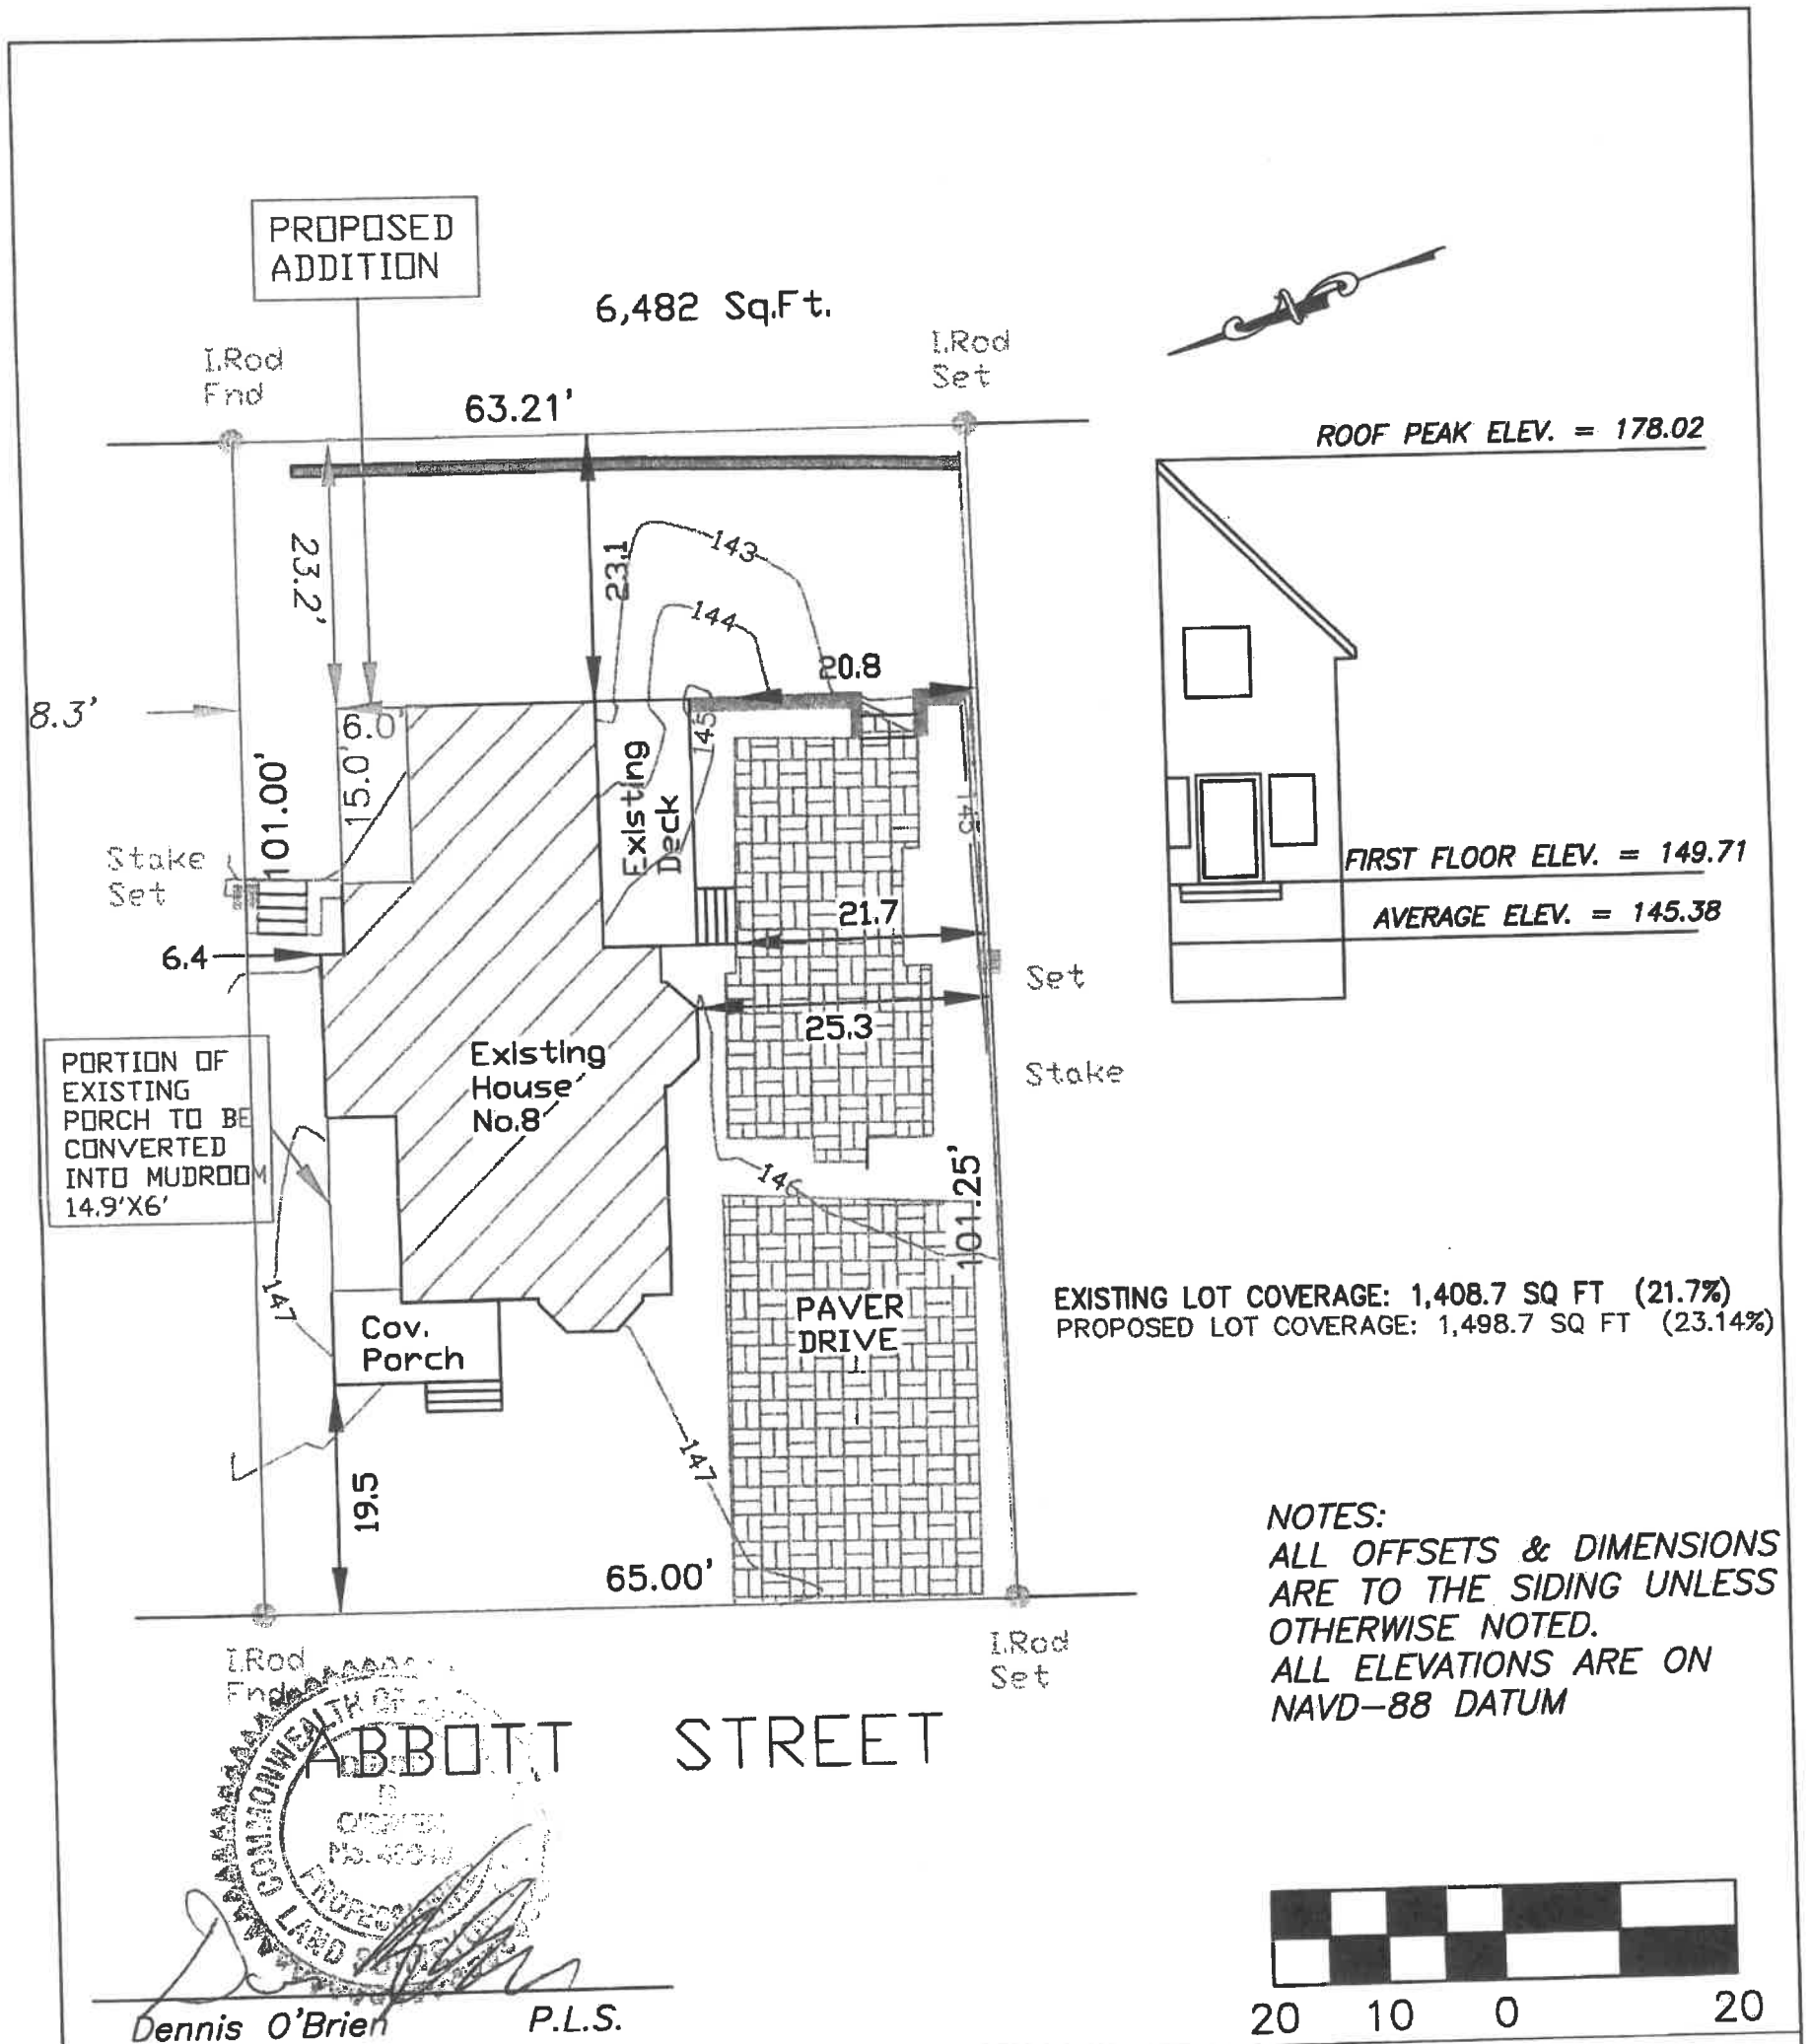 PROPOSED
ADDITION
6,482 Sq.Ft.
I.Rod
Fnd
I.Rod
Set
63.21'
ROOF PEAK ELEV. = 178.02
23.2'
23.1
143
144
20.8
8.3'
6.0'
15.0'
101.00'
145
Existing
Deck
145
Stake
Set
FIRST FLOOR ELEV. = 149.71
21.7
AVERAGE ELEV. = 145.38
6.4
Set
25.3
Stake
PORTION OF
EXISTING
PORCH TO BE
CONVERTED
INTO MUDROOM
14.9'X6'
Existing
House
No.8
146
101.25'
147
EXISTING LOT COVERAGE: 1,408.7 SQ FT (21.7%)
PROPOSED LOT COVERAGE: 1,498.7 SQ FT (23.14%)
PAVER
DRIVE
Cov.
Porch
147
19.5
65.00'
NOTES:
ALL OFFSETS & DIMENSIONS
ARE TO THE SIDING UNLESS
OTHERWISE NOTED.
ALL ELEVATIONS ARE ON
NAVD-88 DATUM
I.Rod
Fnd
I.Rod
Set
ABBOTT STREET
COMMONWEALTH OF
LAND
Dennis O'Brien P.L.S.
20 10 0 20